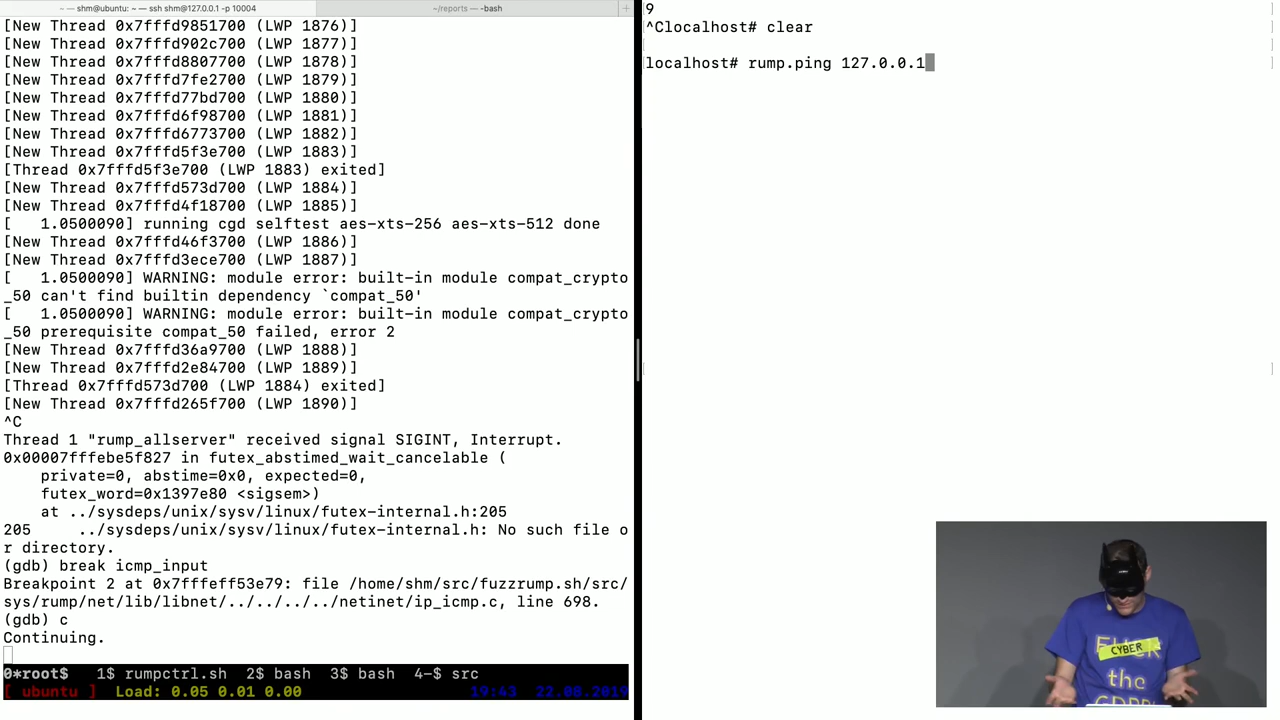 ~ — shm@ubuntu: ~ — ssh shm@127.0.0.1 -p 10004
~/reports — -bash
+
[New Thread 0x7fffd9851700 (LWP 1876)]
[New Thread 0x7fffd902c700 (LWP 1877)]
[New Thread 0x7fffd8807700 (LWP 1878)]
[New Thread 0x7fffd7fe2700 (LWP 1879)]
[New Thread 0x7fffd77bd700 (LWP 1880)]
[New Thread 0x7fffd6f98700 (LWP 1881)]
[New Thread 0x7fffd6773700 (LWP 1882)]
[New Thread 0x7fffd5f3e700 (LWP 1883)]
[Thread 0x7fffd5f3e700 (LWP 1883) exited]
[New Thread 0x7fffd573d700 (LWP 1884)]
[New Thread 0x7fffd4f18700 (LWP 1885)]
[   1.0500090] running cgd selftest aes-xts-256 aes-xts-512 done
[New Thread 0x7fffd46f3700 (LWP 1886)]
[New Thread 0x7fffd3ece700 (LWP 1887)]
[   1.0500090] WARNING: module error: built-in module compat_crypto
_50 can't find builtin dependency `compat_50'
[   1.0500090] WARNING: module error: built-in module compat_crypto
_50 prerequisite compat_50 failed, error 2
[New Thread 0x7fffd36a9700 (LWP 1888)]
[New Thread 0x7fffd2e84700 (LWP 1889)]
[Thread 0x7fffd573d700 (LWP 1884) exited]
[New Thread 0x7fffd265f700 (LWP 1890)]
^C
Thread 1 "rump_allserver" received signal SIGINT, Interrupt.
0x00007fffebe5f827 in futex_abstimed_wait_cancelable (
    private=0, abstime=0x0, expected=0,
    futex_word=0x1397e80 <sigsem>)
    at ../sysdeps/unix/sysv/linux/futex-internal.h:205
205     ../sysdeps/unix/sysv/linux/futex-internal.h: No such file o
r directory.
(gdb) break icmp_input
Breakpoint 2 at 0x7fffeff53e79: file /home/shm/src/fuzzrump.sh/src/
sys/rump/net/lib/libnet/../../../../netinet/ip_icmp.c, line 698.
(gdb) c
Continuing.
0*root$   1$ rumpctrl.sh  2$ bash  3$ bash  4-$ src
[ ubuntu ]  Load: 0.05 0.01 0.00   19:43  22.08.2019
9
^Clocalhost# clear
localhost# rump.ping 127.0.0.1
CYBER
the